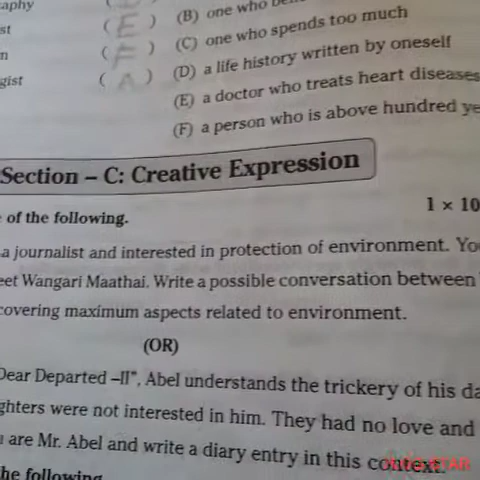 aphy
(B) one who
st ( E )
(C) one who spends too much
n ( F )
(D) a life history written by oneself
gist ( A )
(E) a doctor who treats heart diseases
(F) a person who is above hundred ye
Section – C: Creative Expression
of the following.
1 × 10
a journalist and interested in protection of environment. Yo
eet Wangari Maathai. Write a possible conversation between
covering maximum aspects related to environment.
(OR)
Dear Departed –II", Abel understands the trickery of his da
ghters were not interested in him. They had no love and
are Mr. Abel and write a diary entry in this context.
he following